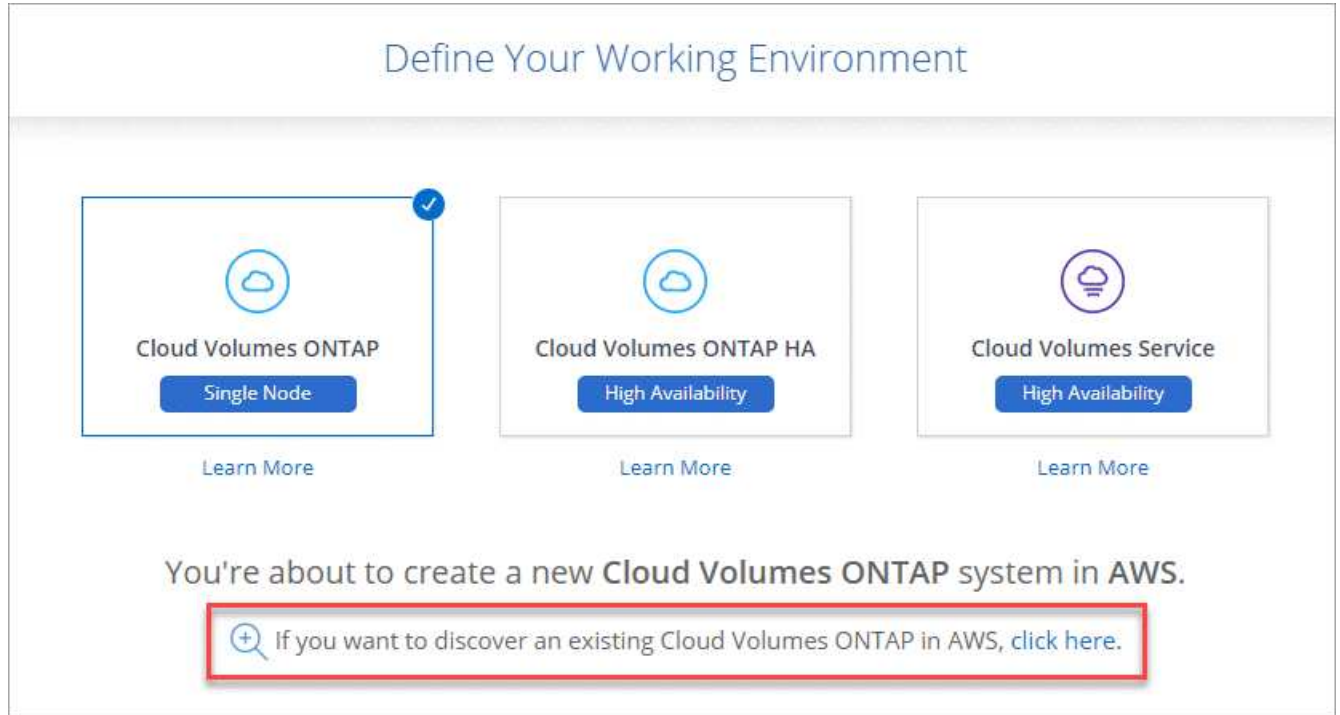 Define Your Working Environment
Cloud Volumes ONTAP
Single Node
Learn More
Cloud Volumes ONTAP HA
High Availability
Learn More
Cloud Volumes Service
High Availability
Learn More
You're about to create a new Cloud Volumes ONTAP system in AWS.
If you want to discover an existing Cloud Volumes ONTAP in AWS, click here.